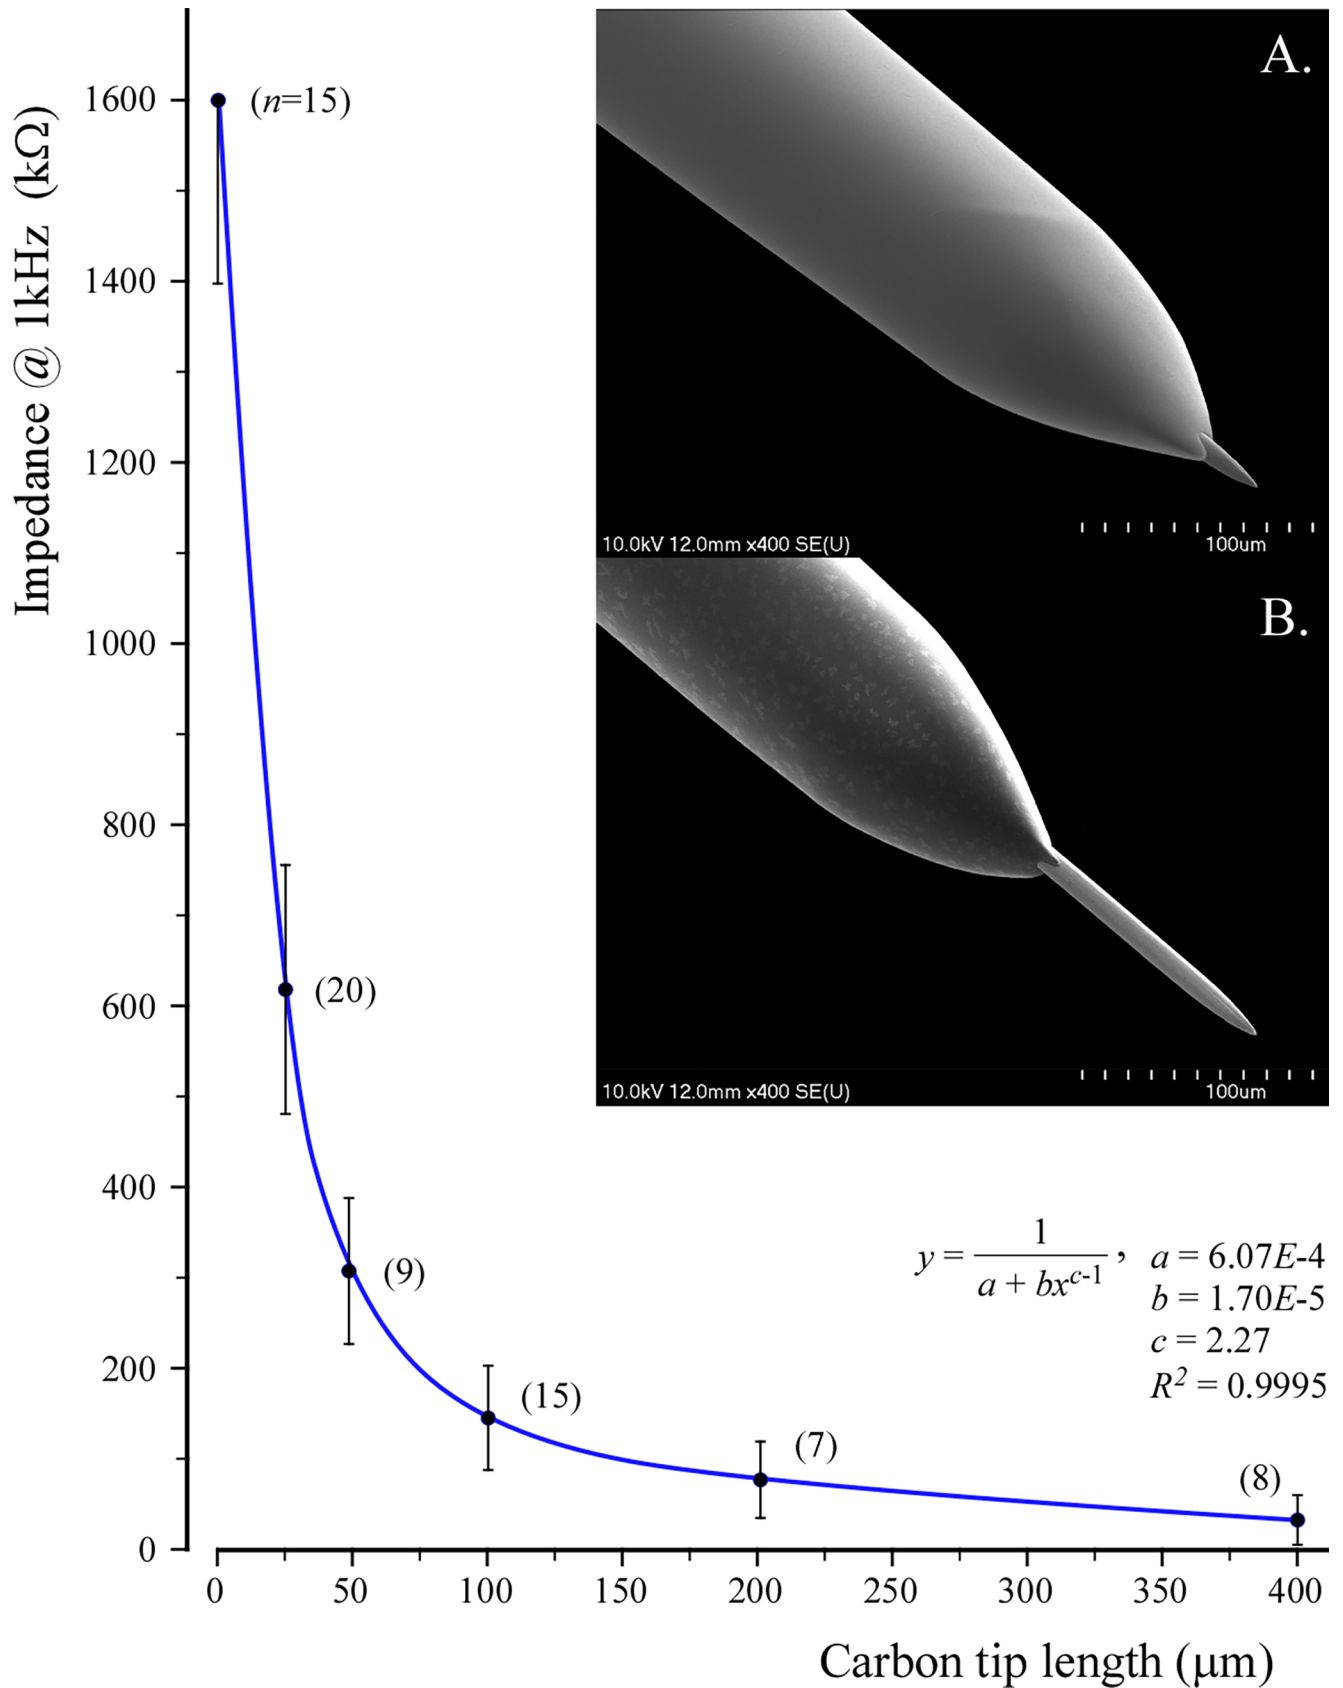 Impedance @ 1kHz (kΩ)
1600
1400
1200
1000
800
600
400
200
0
(n=15)
(20)
(9)
(15)
(7)
(8)
A.
10.0kV 12.0mm x400 SE(U)
100um
B.
10.0kV 12.0mm x400 SE(U)
100um
y = 1 / (a + bx^{c-1}) , a = 6.07E-4
b = 1.70E-5
c = 2.27
R² = 0.9995
0 50 100 150 200 250 300 350 400
Carbon tip length (μm)